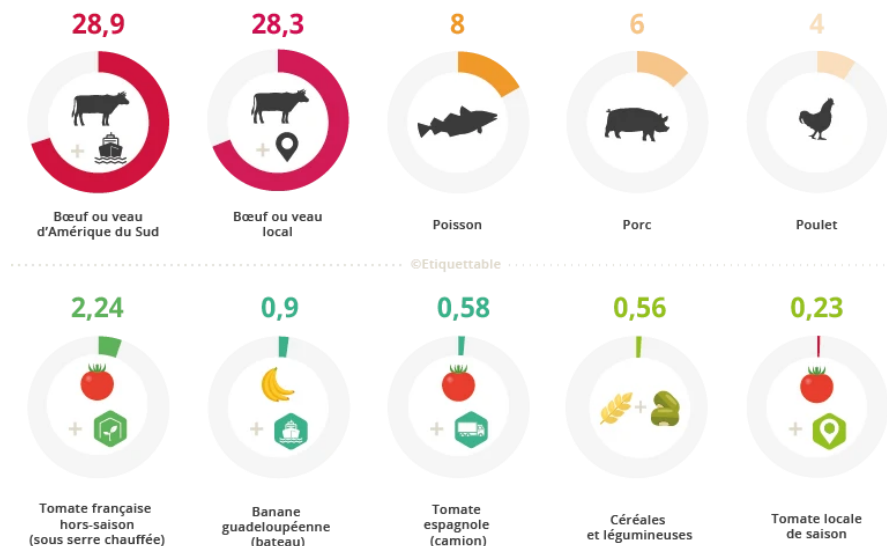 28,9
28,3
8
6
4
+
+
Bœuf ou veau
d'Amérique du Sud
Bœuf ou veau
local
Poisson
Porc
Poulet
©Etiquettable
2,24
0,9
0,58
0,56
0,23
+
+
+
+
+
Tomate française
hors-saison
(sous serre chauffée)
Banane
guadeloupéenne
(bateau)
Tomate
espagnole
(camion)
Céréales
et légumineuses
Tomate locale
de saison